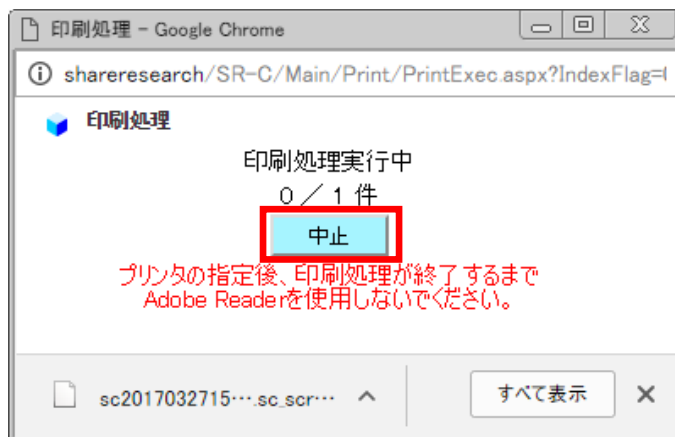 印刷処理 - Google Chrome
shareresearch/SR-C/Main/Print/PrintExec.aspx?IndexFlag=
印刷処理
印刷処理実行中
0 ／ 1 件
中止
プリンタの指定後、印刷処理が終了するまで
Adobe Readerを使用しないでください。
sc2017032715….sc_scr…
すべて表示